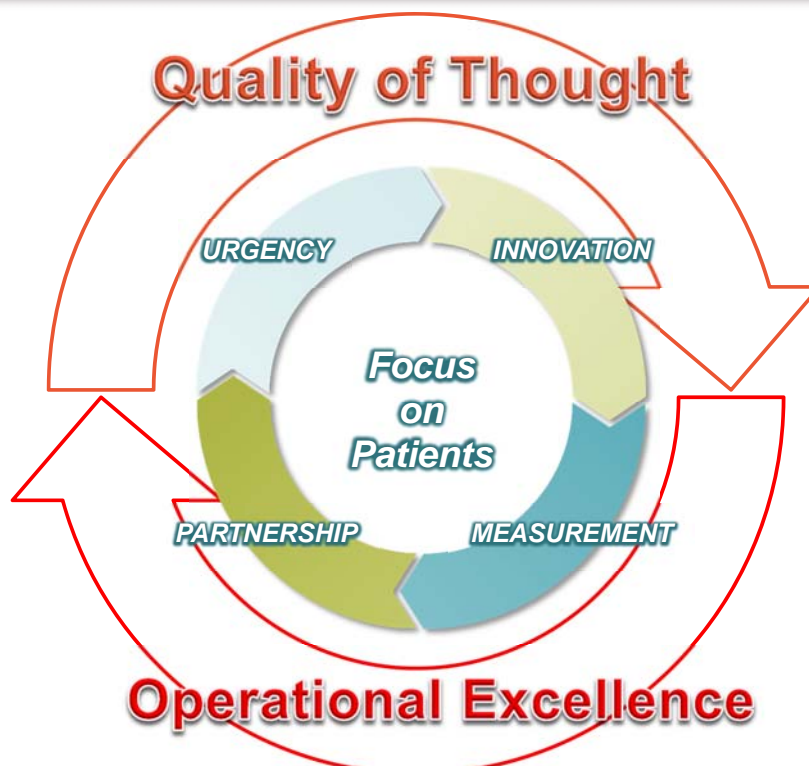 Quality of Thought
URGENCY
INNOVATION
Focus
on
Patients
PARTNERSHIP
MEASUREMENT
Operational Excellence